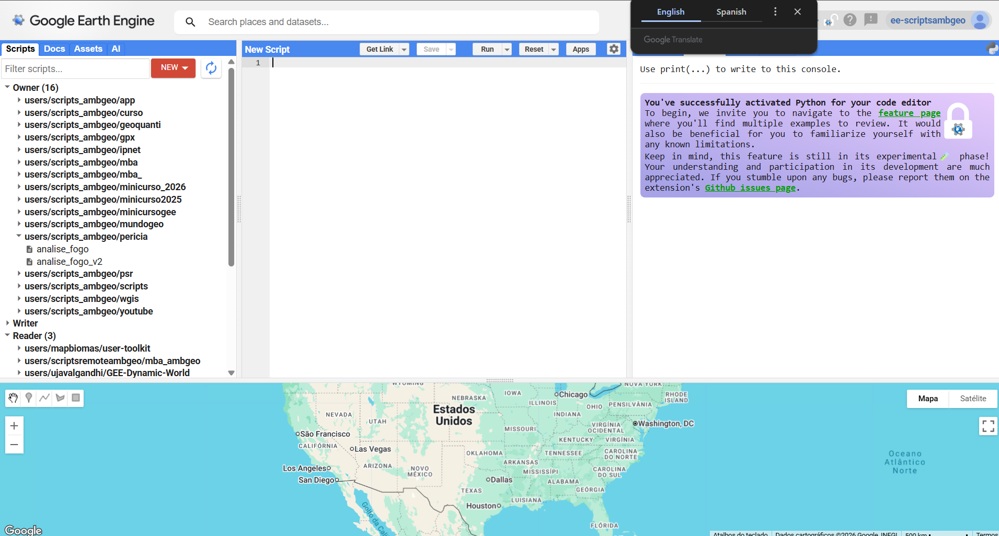 Google Earth Engine
Search places and datasets...
English
Spanish
Google Translate
ee-scriptsambgeo
Scripts
Docs
Assets
AI
Filter scripts...
NEW
Owner (16)
users/scripts_ambgeo/app
users/scripts_ambgeo/curso
users/scripts_ambgeo/geoquanti
users/scripts_ambgeo/gpx
users/scripts_ambgeo/ipnet
users/scripts_ambgeo/mba
users/scripts_ambgeo/mba_
users/scripts_ambgeo/minicurso_2026
users/scripts_ambgeo/minicurso2025
users/scripts_ambgeo/minicursogee
users/scripts_ambgeo/mundogeo
users/scripts_ambgeo/pericia
analise_fogo
analise_fogo_v2
users/scripts_ambgeo/psr
users/scripts_ambgeo/scripts
users/scripts_ambgeo/wgis
users/scripts_ambgeo/youtube
Writer
Reader (3)
users/mapbiomas/user-toolkit
users/scriptsremoteambgeo/mba_ambgeo
users/ujavalgandhi/GEE-Dynamic-World
New Script
Get Link
Save
Run
Reset
Apps
1
Use print(...) to write to this console.
You've successfully activated Python for your code editor
To begin, we invite you to navigate to the feature page
where you'll find multiple examples to review. It would
also be beneficial for you to familiarize yourself with
any known limitations.
Keep in mind, this feature is still in its experimental phase!
Your understanding and participation in its development are much
appreciated. If you stumble upon any bugs, please report them on the
extension's Github issues page.
Mapa
Satélite
WYOMING
NEBRASKA
IOWA
Chicago
NOVA YORK
RHODE
ISLAND
ILLINOIS
OHIO
PENSILVÂNIA
Estados
Unidos
NEVADA
UTAH
INDIANA
MISSOURI
VIRGÍNIA
OCIDENTAL
Washington, DC
São Francisco
CALIFÓRNIA
Las Vegas
KENTUCKY
VIRGÍNIA
OKLAHOMA
TENNESSEE
CAROLINA
DO NORTE
Los Angeles
ARIZONA
NOVO
MÉXICO
ARKANSAS
MISSISSÍPI
CAROLINA
DO SUL
San Diego
Dallas
ALABAMA
TEXAS
GEÓRGIA
LUISIANA
Houston
FLÓRIDA
Golfo da Cali
Oceano
Atlântico
Norte
Google
Atalhos do teclado
Dados cartográficos ©2026 Google, INEGI
500 km
Termos